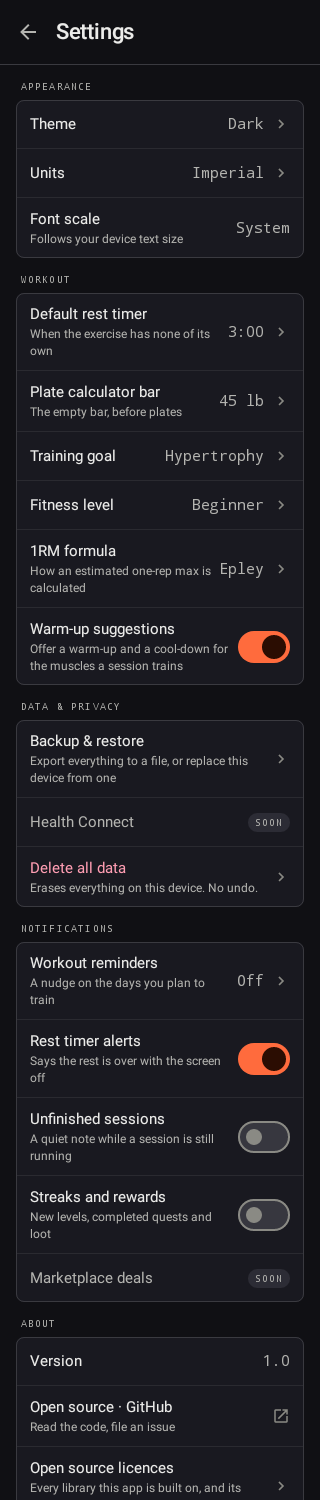 Settings
APPEARANCE
Theme
Dark
Units
Imperial
Font scale
Follows your device text size
System
WORKOUT
Default rest timer
When the exercise has none of its
own
3:00
Plate calculator bar
The empty bar, before plates
45 lb
Training goal
Hypertrophy
Fitness level
Beginner
1RM formula
How an estimated one-rep max is
calculated
Epley
Warm-up suggestions
Offer a warm-up and a cool-down for
the muscles a session trains
DATA & PRIVACY
Backup & restore
Export everything to a file, or replace this
device from one
Health Connect
SOON
Delete all data
Erases everything on this device. No undo.
NOTIFICATIONS
Workout reminders
A nudge on the days you plan to
train
Off
Rest timer alerts
Says the rest is over with the screen
off
Unfinished sessions
A quiet note while a session is still
running
Streaks and rewards
New levels, completed quests and
loot
Marketplace deals
SOON
ABOUT
Version
1.0
Open source · GitHub
Read the code, file an issue
Open source licences
Every library this app is built on, and its